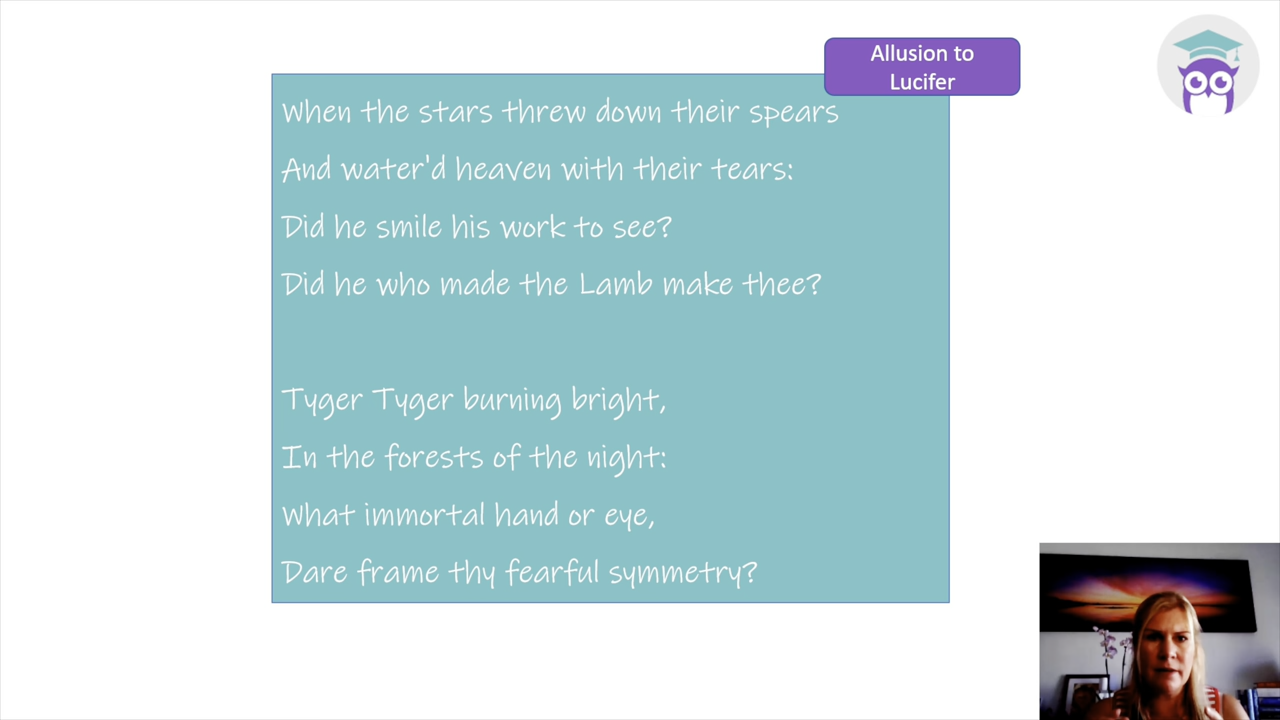 Allusion to
Lucifer
When the stars threw down their spears
And water'd heaven with their tears:
Did he smile his work to see?
Did he who made the Lamb make thee?
Tyger Tyger burning bright,
In the forests of the night:
What immortal hand or eye,
Dare frame thy fearful symmetry?